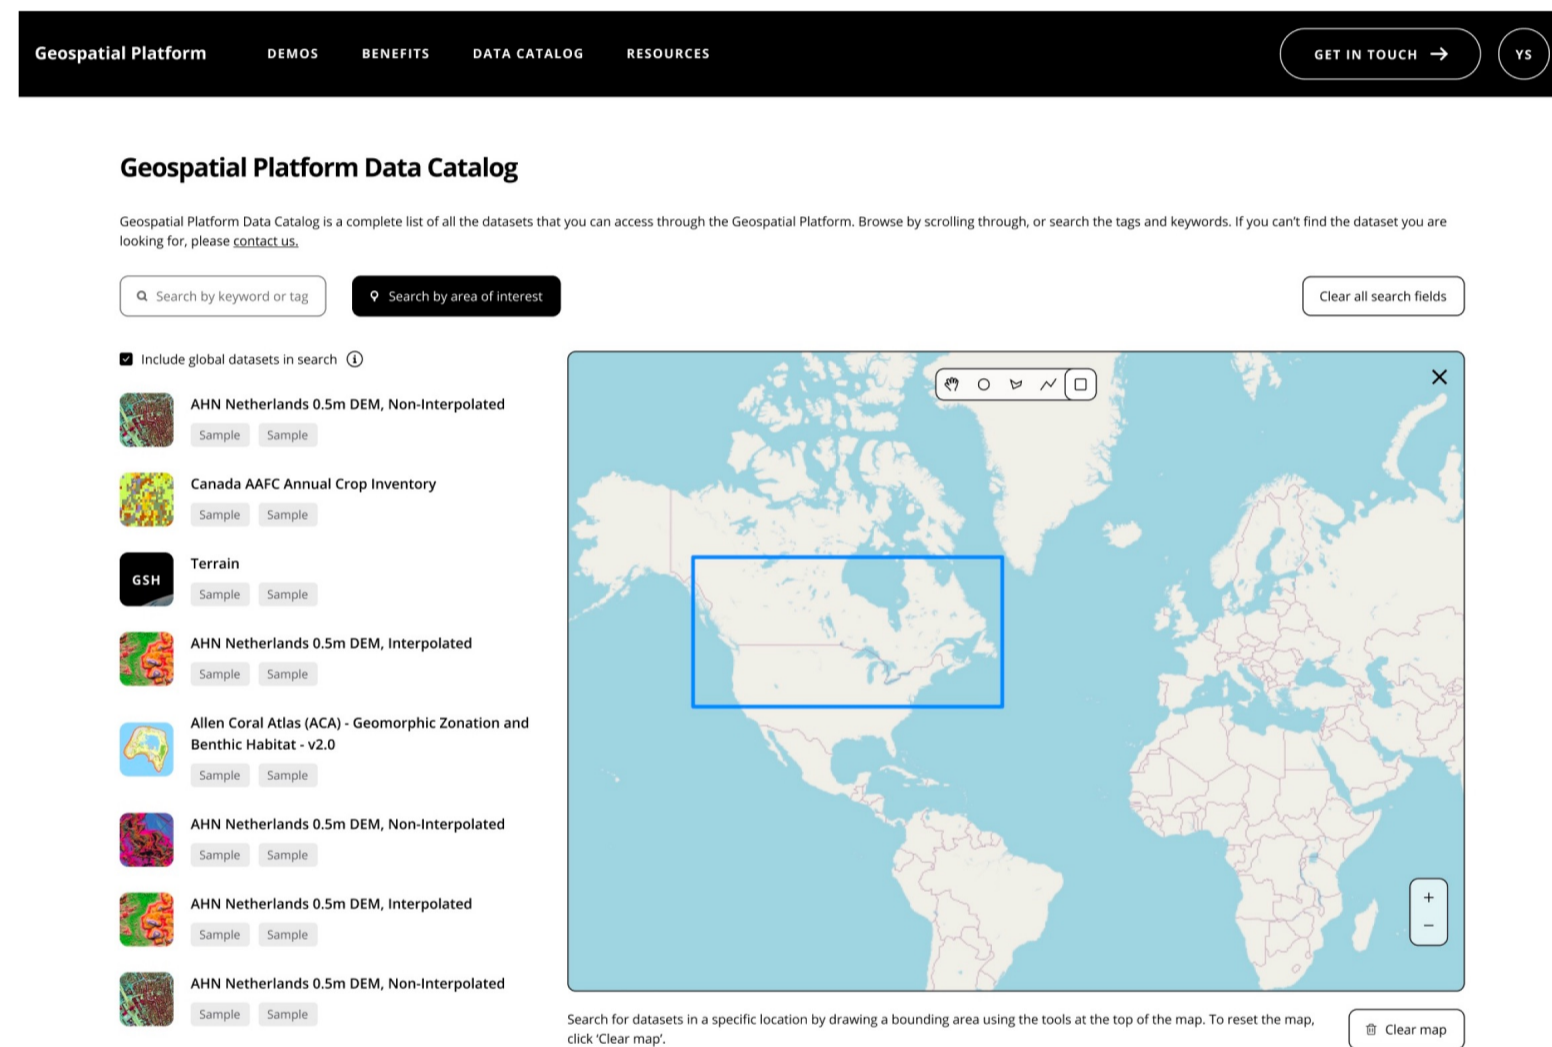 Geospatial Platform DEMOS BENEFITS DATA CATALOG RESOURCES GET IN TOUCH → YS
Geospatial Platform Data Catalog
Geospatial Platform Data Catalog is a complete list of all the datasets that you can access through the Geospatial Platform. Browse by scrolling through, or search the tags and keywords. If you can't find the dataset you are
looking for, please contact us.
Search by keyword or tag Search by area of interest Clear all search fields
Include global datasets in search
AHN Netherlands 0.5m DEM, Non-Interpolated
Sample Sample
Canada AAFC Annual Crop Inventory
Sample Sample
GSH
Terrain
Sample Sample
AHN Netherlands 0.5m DEM, Interpolated
Sample Sample
Allen Coral Atlas (ACA) - Geomorphic Zonation and
Benthic Habitat - v2.0
Sample Sample
AHN Netherlands 0.5m DEM, Non-Interpolated
Sample Sample
AHN Netherlands 0.5m DEM, Interpolated
Sample Sample
AHN Netherlands 0.5m DEM, Non-Interpolated
Sample Sample
+
−
Search for datasets in a specific location by drawing a bounding area using the tools at the top of the map. To reset the map,
click ‘Clear map’.
Clear map